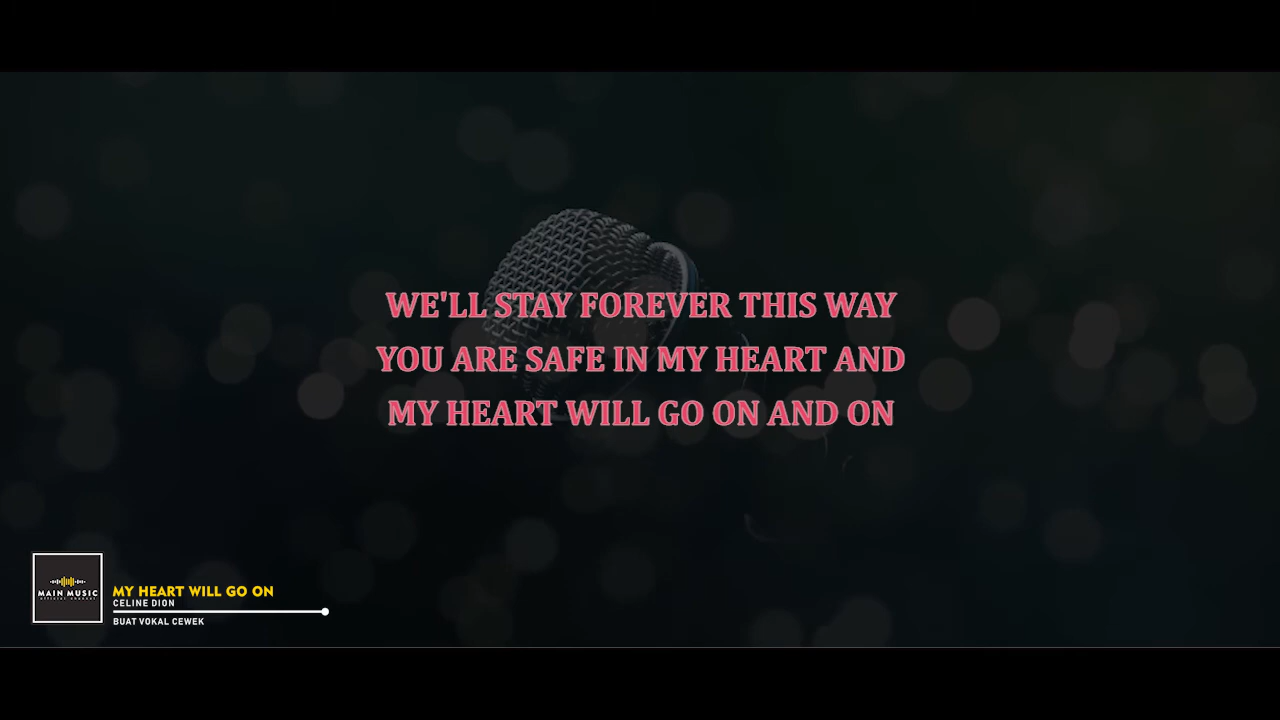 WE'LL STAY FOREVER THIS WAY
YOU ARE SAFE IN MY HEART AND
MY HEART WILL GO ON AND ON
MAIN MUSIC
MY HEART WILL GO ON
CELINE DION
BUAT VOKAL CEWEK